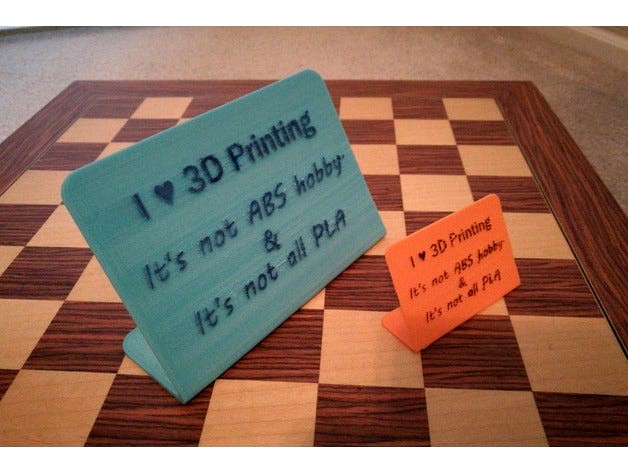 I ♥ 3D Printing
It's not ABS hobby
&
It's not all PLA
I ♥ 3D Printing
It's not ABS hobby
&
It's not all PLA